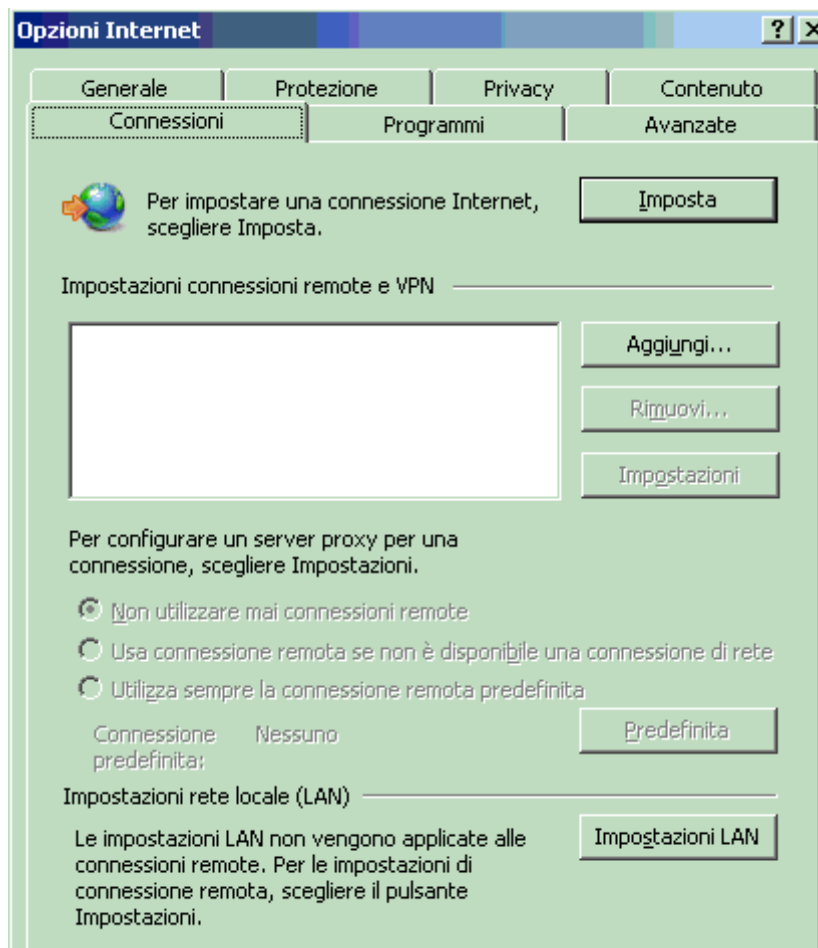 Opzioni Internet
Generale
Protezione
Privacy
Contenuto
Connessioni
Programmi
Avanzate
Per impostare una connessione Internet,
scegliere Imposta.
Imposta
Impostazioni connessioni remote e VPN
Aggiungi...
Rimuovi...
Impostazioni
Per configurare un server proxy per una
connessione, scegliere Impostazioni.
Non utilizzare mai connessioni remote
Usa connessione remota se non è disponibile una connessione di rete
Utilizza sempre la connessione remota predefinita
Connessione
predefinita:
Nessuno
Predefinita
Impostazioni rete locale (LAN)
Le impostazioni LAN non vengono applicate alle
connessioni remote. Per le impostazioni di
connessione remota, scegliere il pulsante
Impostazioni.
Impostazioni LAN